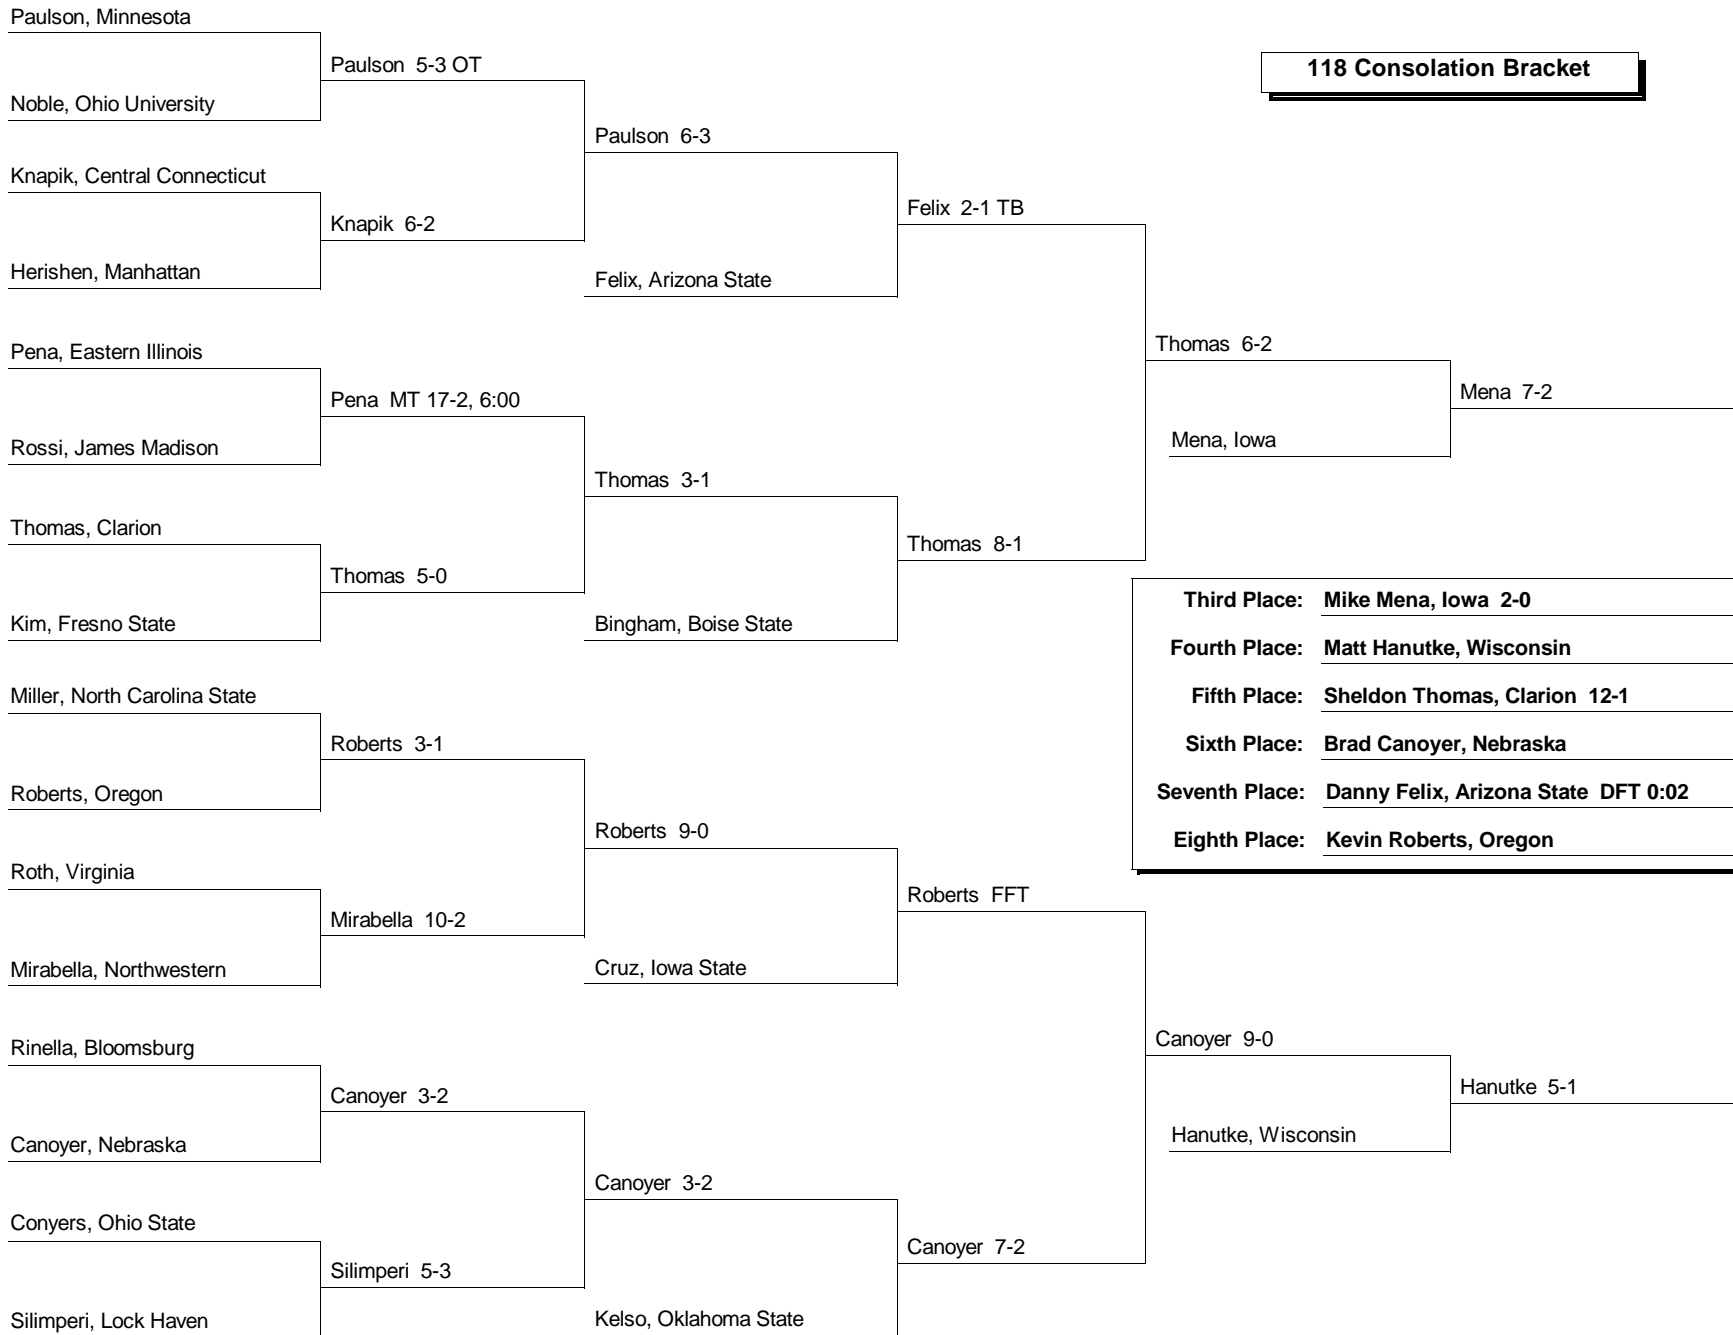 Paulson, Minnesota
Paulson 5-3 OT
118 Consolation Bracket
Noble, Ohio University
Paulson 6-3
Knapik, Central Connecticut
Felix 2-1 TB
Knapik 6-2
Herishen, Manhattan
Felix, Arizona State
Thomas 6-2
Pena, Eastern Illinois
Mena 7-2
Pena MT 17-2, 6:00
Mena, Iowa
Rossi, James Madison
Thomas 3-1
Thomas, Clarion
Thomas 8-1
Thomas 5-0
Third Place: Mike Mena, Iowa 2-0
Kim, Fresno State
Bingham, Boise State
Fourth Place: Matt Hanutke, Wisconsin
Miller, North Carolina State
Fifth Place: Sheldon Thomas, Clarion 12-1
Roberts 3-1
Sixth Place: Brad Canoyer, Nebraska
Roberts, Oregon
Seventh Place: Danny Felix, Arizona State DFT 0:02
Roberts 9-0
Eighth Place: Kevin Roberts, Oregon
Roth, Virginia
Roberts FFT
Mirabella 10-2
Mirabella, Northwestern
Cruz, Iowa State
Canoyer 9-0
Rinella, Bloomsburg
Hanutke 5-1
Canoyer 3-2
Hanutke, Wisconsin
Canoyer, Nebraska
Canoyer 3-2
Conyers, Ohio State
Canoyer 7-2
Silimperi 5-3
Silimperi, Lock Haven
Kelso, Oklahoma State